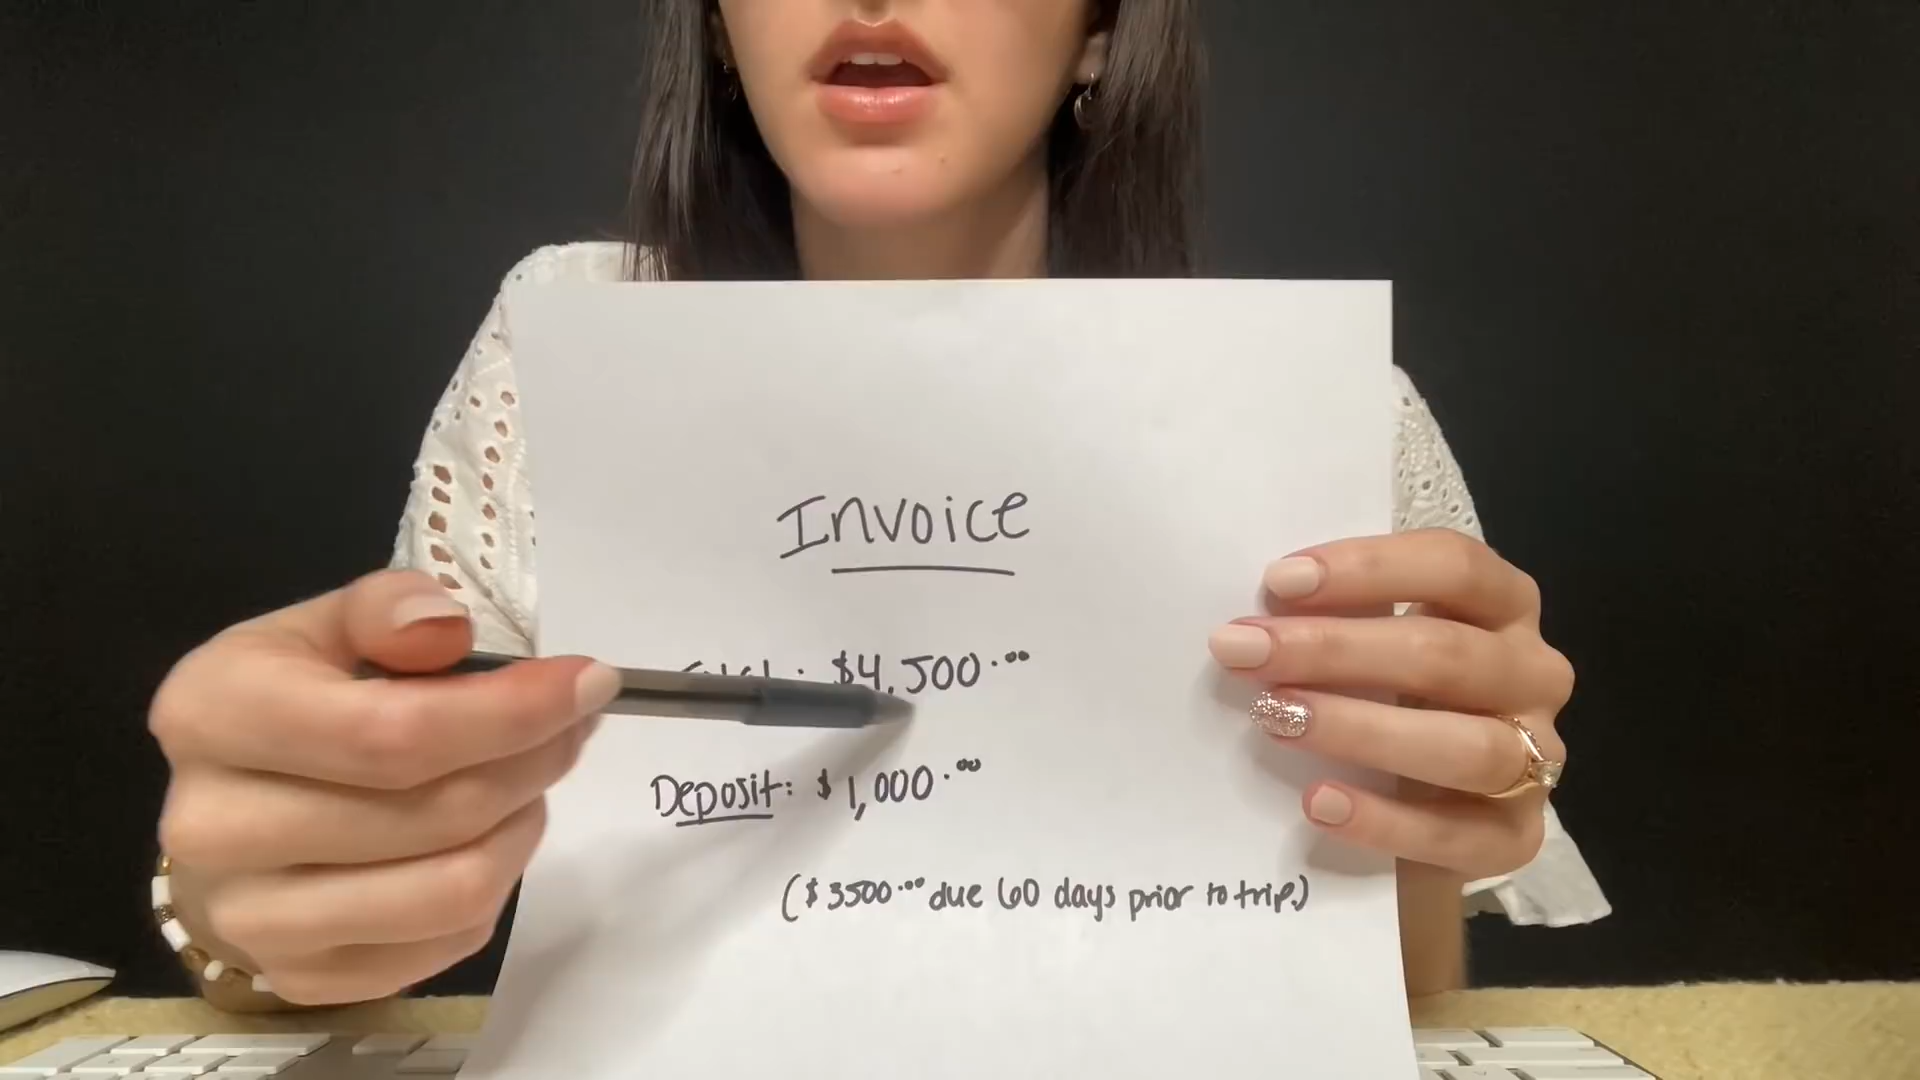 Invoice
$4,500.00
Deposit: $1,000.00
($3500.00 due 60 days prior to trip.)